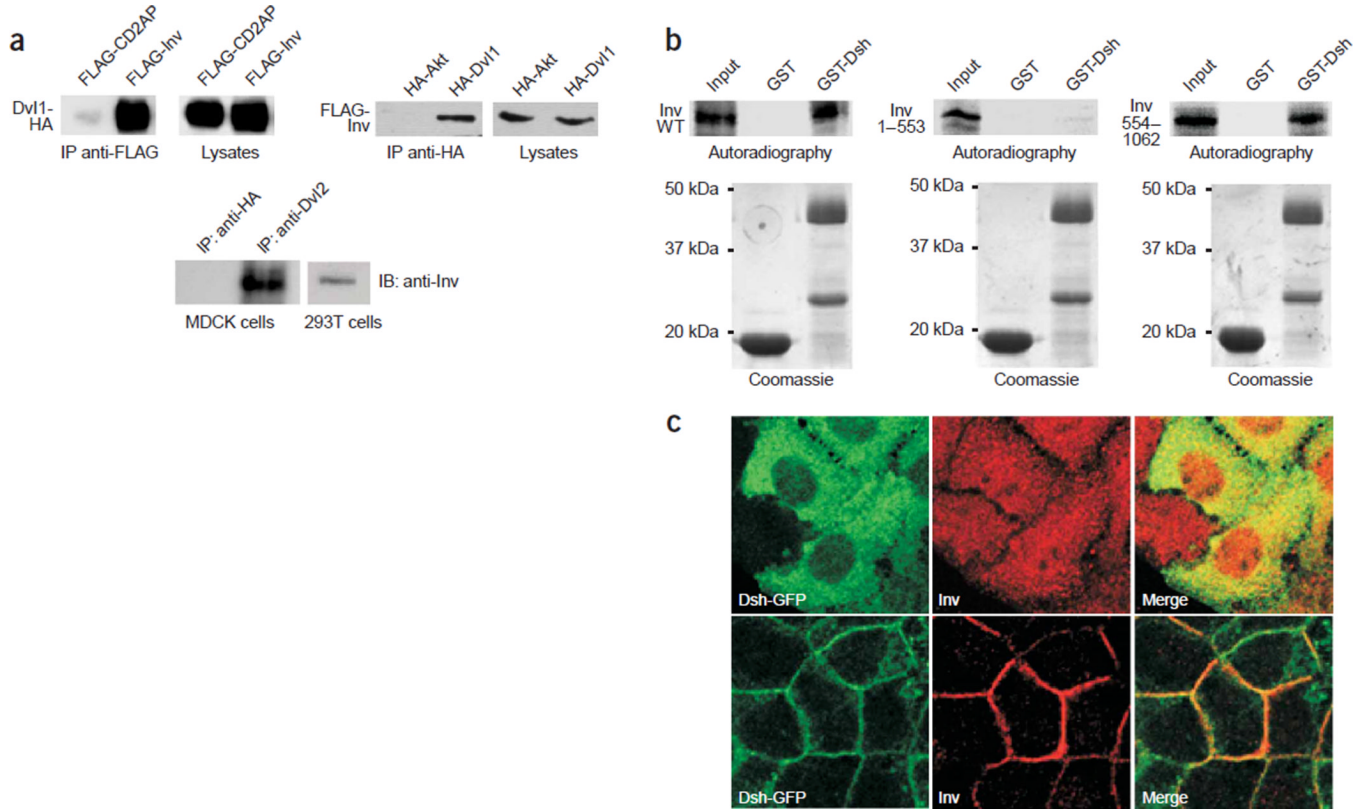 a
FLAG-CD2AP
FLAG-Inv
FLAG-CD2AP
FLAG-Inv
Dvl1-
HA
IP anti-FLAG
Lysates
HA-Akt
HA-Dvl1
HA-Akt
HA-Dvl1
FLAG-
Inv
IP anti-HA
Lysates
IP: anti-HA
IP: anti-Dvl2
IB: anti-Inv
MDCK cells
293T cells
b
Input
GST
GST-Dsh
Inv
WT
Autoradiography
50 kDa
37 kDa
20 kDa
Coomassie
Input
GST
GST-Dsh
Inv
1–553
Autoradiography
50 kDa
37 kDa
20 kDa
Coomassie
Input
GST
GST-Dsh
Inv
554–
1062
Autoradiography
50 kDa
37 kDa
20 kDa
Coomassie
c
Dsh-GFP
Inv
Merge
Dsh-GFP
Inv
Merge